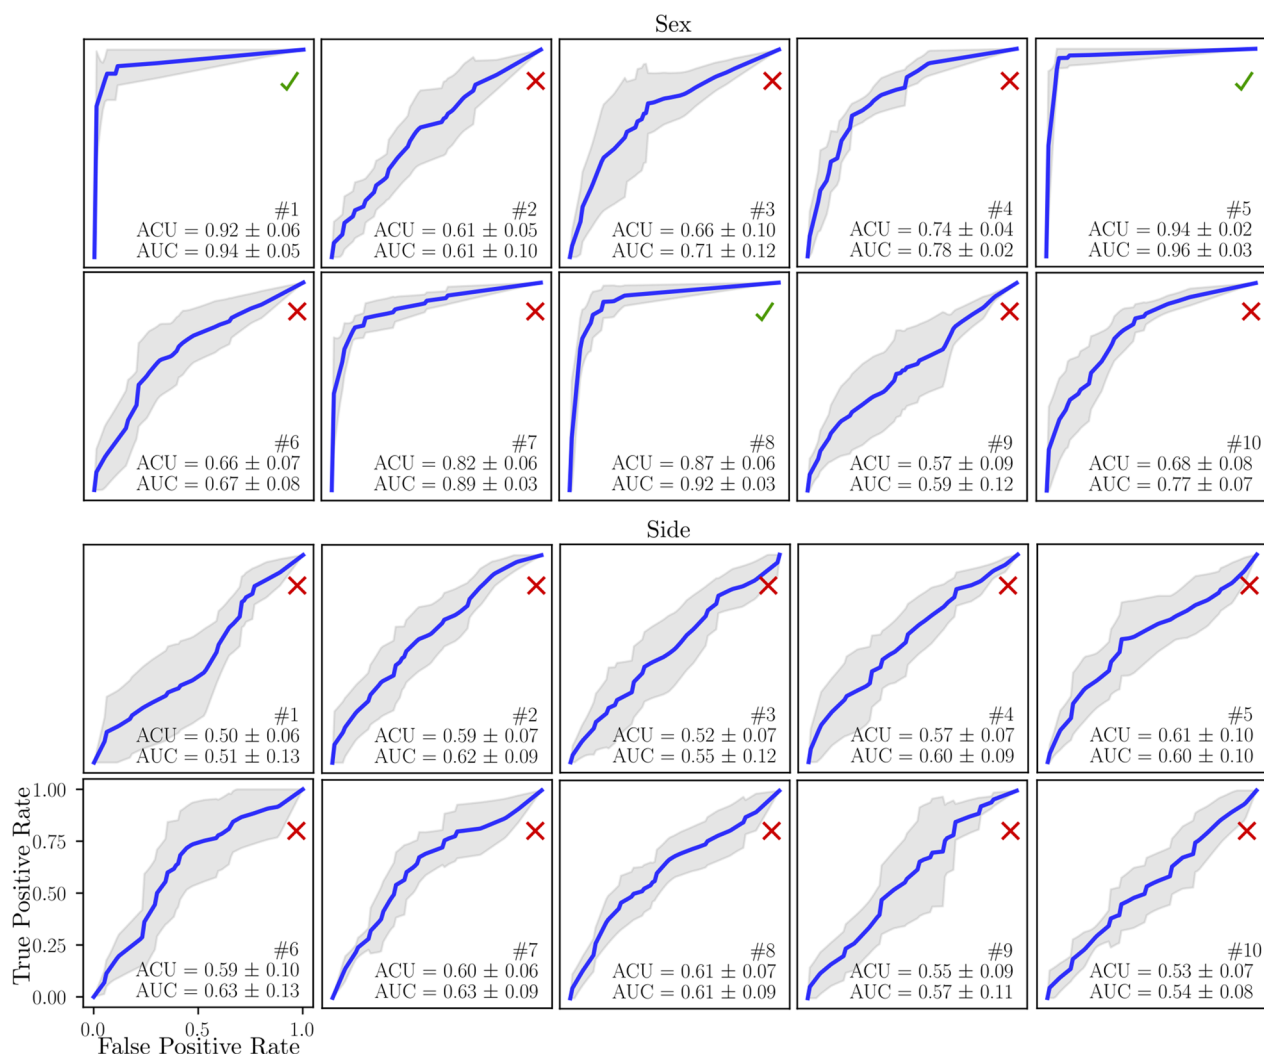 Sex
#1
ACU = 0.92 ± 0.06
AUC = 0.94 ± 0.05
#2
ACU = 0.61 ± 0.05
AUC = 0.61 ± 0.10
#3
ACU = 0.66 ± 0.10
AUC = 0.71 ± 0.12
#4
ACU = 0.74 ± 0.04
AUC = 0.78 ± 0.02
#5
ACU = 0.94 ± 0.02
AUC = 0.96 ± 0.03
#6
ACU = 0.66 ± 0.07
AUC = 0.67 ± 0.08
#7
ACU = 0.82 ± 0.06
AUC = 0.89 ± 0.03
#8
ACU = 0.87 ± 0.06
AUC = 0.92 ± 0.03
#9
ACU = 0.57 ± 0.09
AUC = 0.59 ± 0.12
#10
ACU = 0.68 ± 0.08
AUC = 0.77 ± 0.07
Side
#1
ACU = 0.50 ± 0.06
AUC = 0.51 ± 0.13
#2
ACU = 0.59 ± 0.07
AUC = 0.62 ± 0.09
#3
ACU = 0.52 ± 0.07
AUC = 0.55 ± 0.12
#4
ACU = 0.57 ± 0.07
AUC = 0.60 ± 0.09
#5
ACU = 0.61 ± 0.10
AUC = 0.60 ± 0.10
True Positive Rate
1.00
0.75
0.50
0.25
0.00
#6
ACU = 0.59 ± 0.10
AUC = 0.63 ± 0.13
#7
ACU = 0.60 ± 0.06
AUC = 0.63 ± 0.09
#8
ACU = 0.61 ± 0.07
AUC = 0.61 ± 0.09
#9
ACU = 0.55 ± 0.09
AUC = 0.57 ± 0.11
#10
ACU = 0.53 ± 0.07
AUC = 0.54 ± 0.08
0.0 0.5 1.0
False Positive Rate